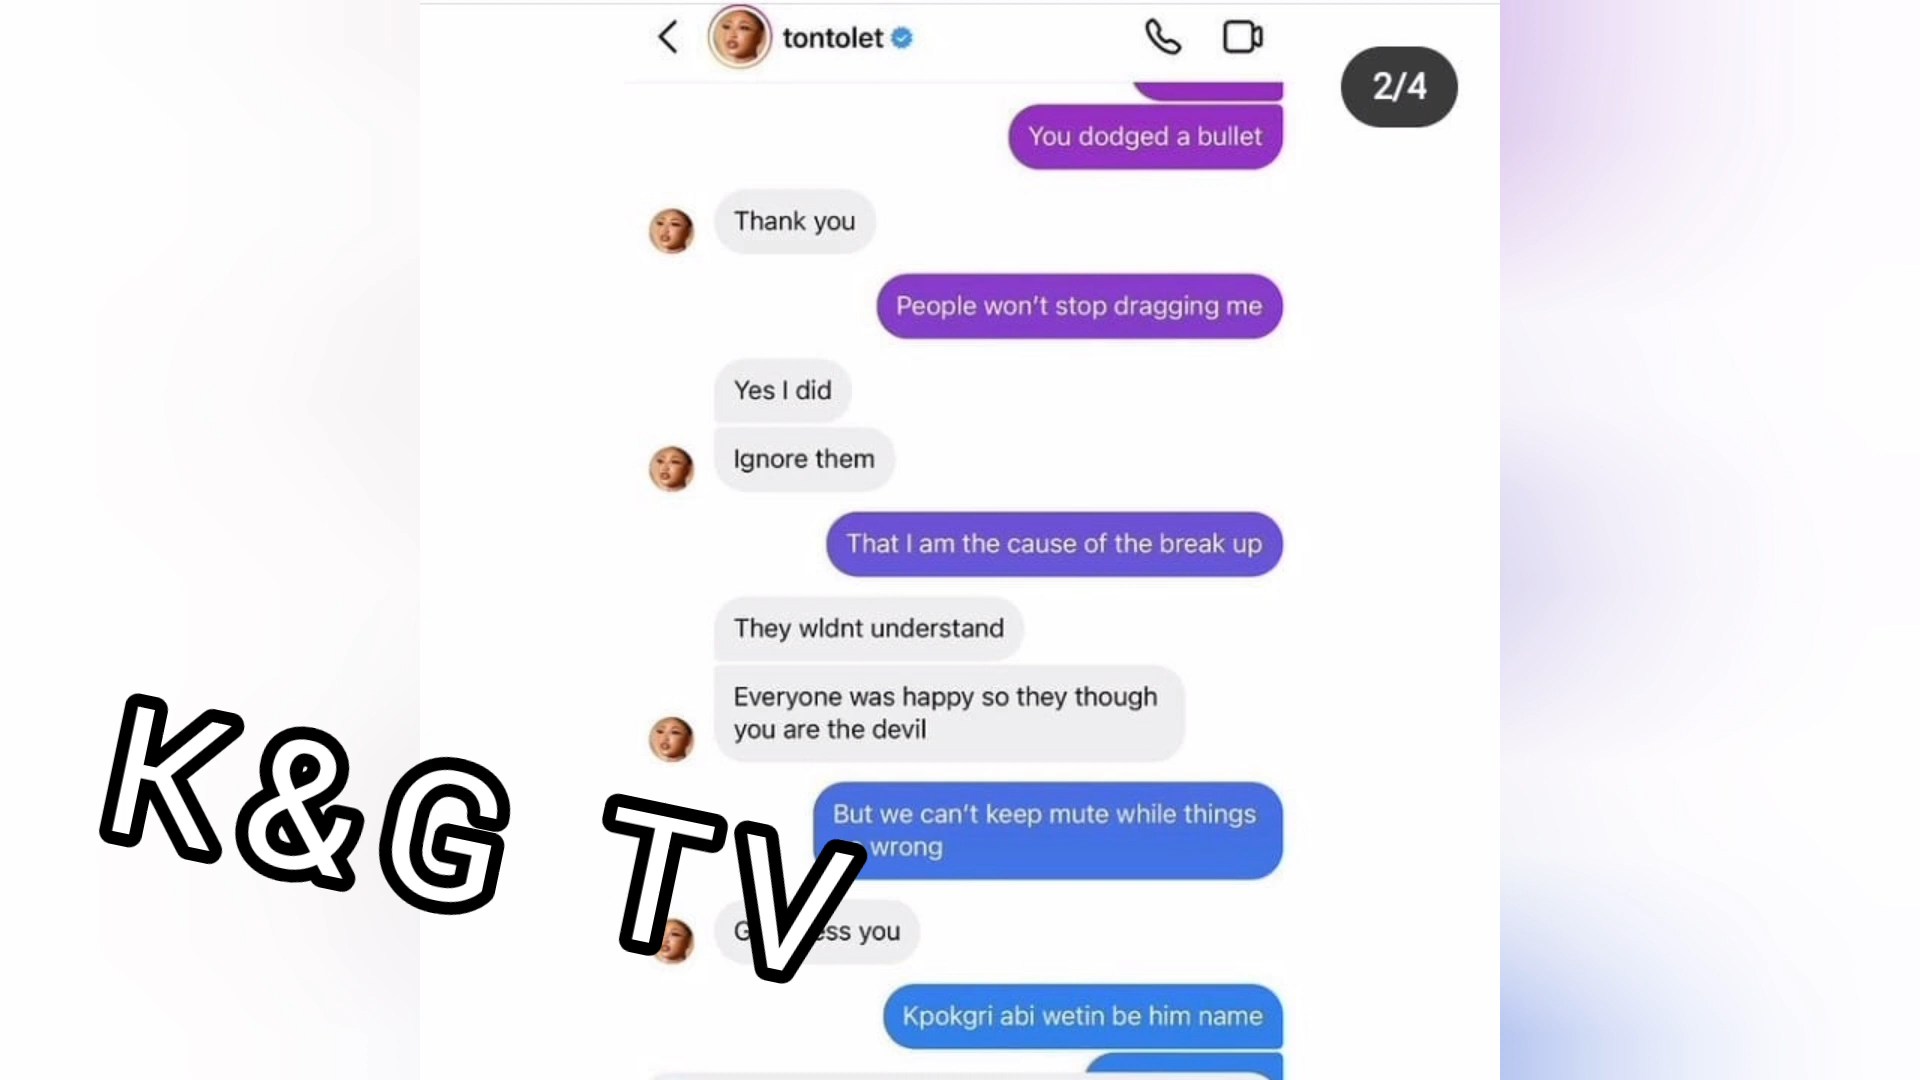 tontolet
2/4
You dodged a bullet
Thank you
People won't stop dragging me
Yes I did
Ignore them
That I am the cause of the break up
They wldnt understand
Everyone was happy so they though
you are the devil
But we can't keep mute while things
wrong
you
Kpokgri abi wetin be him name
K&G TV